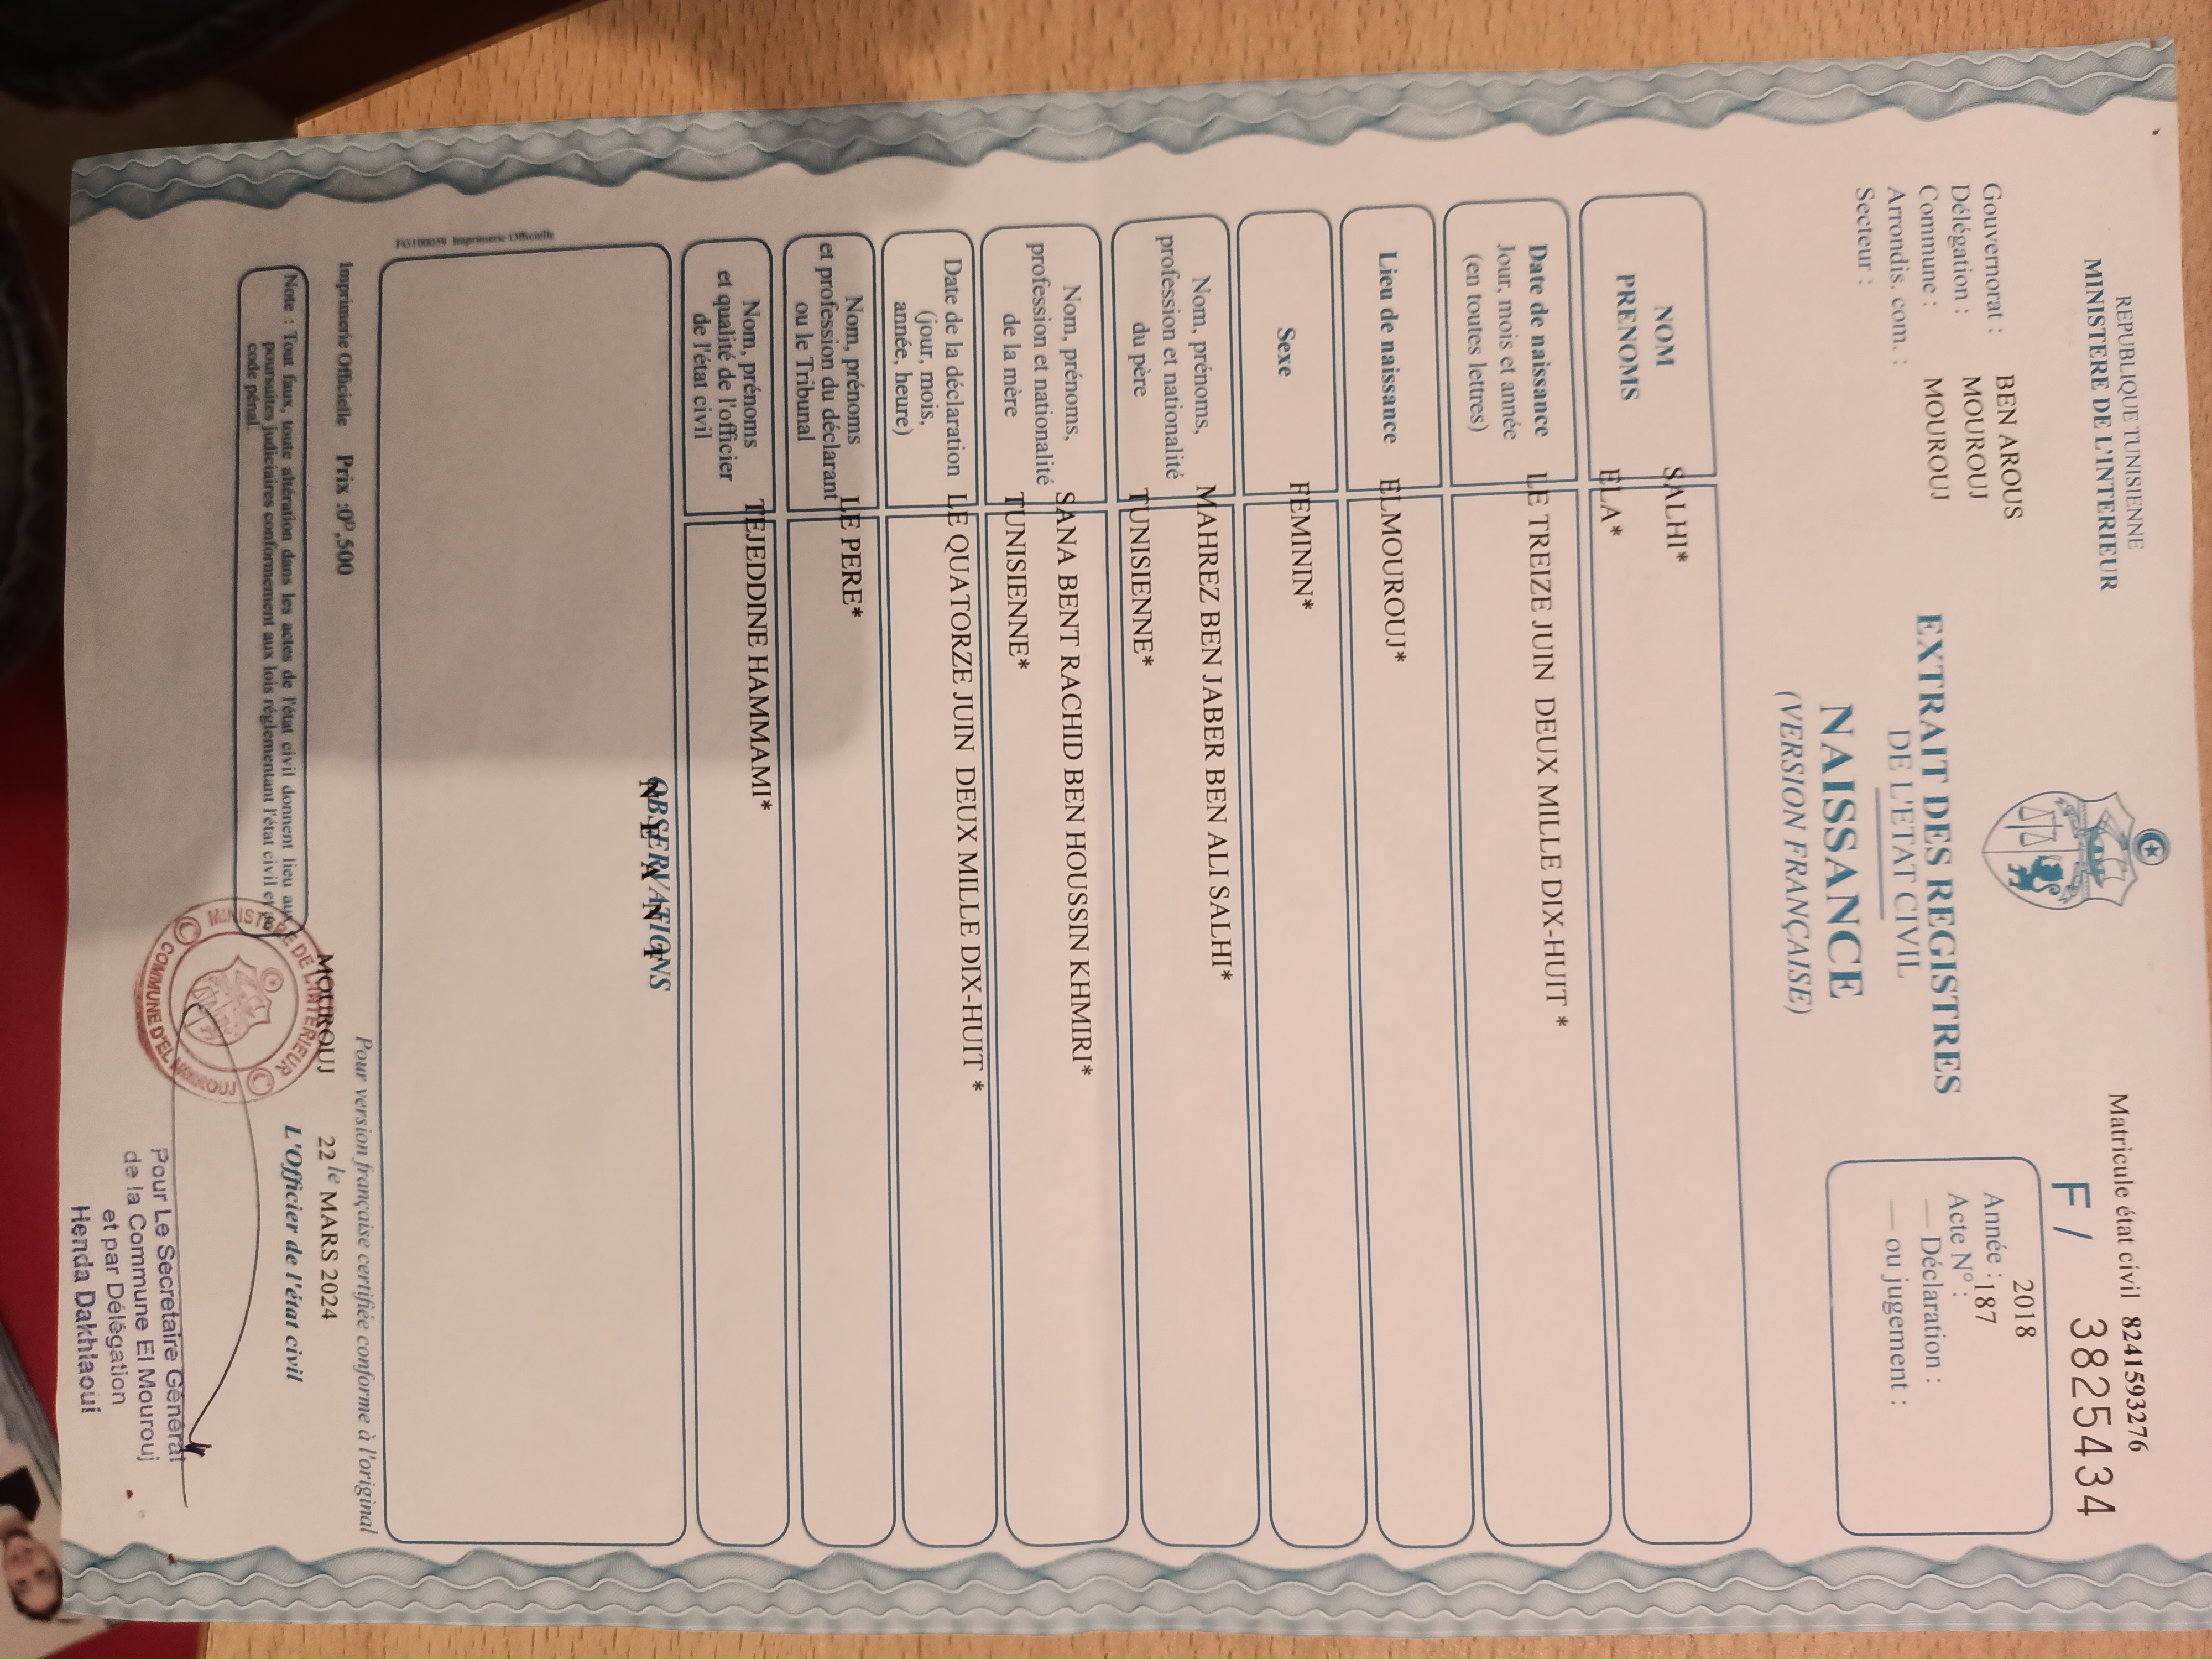 REPUBLIQUE TUNISIENNE
MINISTERE DE L'INTERIEUR
Matricule état civil 8241593276
F/ 3825434
Gouvernorat : BEN AROUS
Délégation : MOUROUJ
Commune : MOUROUJ
Arrondis. com. :
Secteur :
EXTRAIT DES REGISTRES
DE L'ETAT CIVIL
NAISSANCE
(VERSION FRANÇAISE)
2018
Année : 187
Acte N° :
— Déclaration :
— ou jugement :
NOM SALHI*
PRENOMS ELA*
Date de naissance LE TREIZE JUIN DEUX MILLE DIX-HUIT *
Jour, mois et année
(en toutes lettres)
Lieu de naissance ELMOUROUJ*
Sexe FEMININ*
Nom, prénoms, MAHREZ BEN JABER BEN ALI SALHI*
profession et nationalité
du père TUNISIENNE*
Nom, prénoms, SANA BENT RACHID BEN HOUSSIN KHMIRI*
profession et nationalité
de la mère TUNISIENNE*
Date de la déclaration LE QUATORZE JUIN DEUX MILLE DIX-HUIT *
(jour, mois,
année, heure)
Nom, prénoms LE PERE*
et profession du déclarant
ou le Tribunal
Nom, prénoms TEJEDDINE HAMMAMI*
et qualité de l'officier
de l'état civil
OBSERVATIONS
N E A N T
FG100039 Imprimerie Officielle
Pour version française certifiée conforme à l'original
Imprimerie Officielle Prix :0ᴰ,500
MOUROUJ 22 le MARS 2024
L'Officier de l'état civil
Note : Tout faux, toute altération dans les actes de l'état civil donnent lieu aux
poursuites judiciaires conformement aux lois réglementant l'état civil et le
code pénal.
MINISTERE DE L'INTERIEUR
COMMUNE D'EL MOUROUJ
Pour Le Secretaire Général
de la Commune El Mourouj
et par Délégation
Henda Dakhlaoui